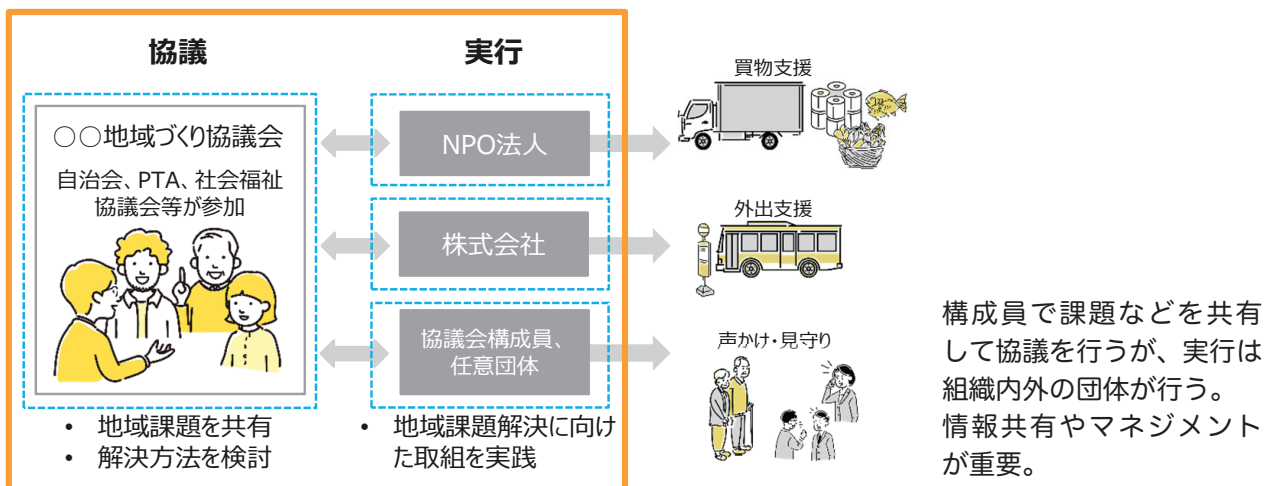 協議
○○地域づくり協議会
自治会、PTA、社会福祉
協議会等が参加
• 地域課題を共有
• 解決方法を検討
実行
NPO法人
株式会社
協議会構成員、
任意団体
• 地域課題解決に向け
た取組を実践
買物支援
外出支援
声かけ・見守り
構成員で課題などを共有
して協議を行うが、実行は
組織内外の団体が行う。
情報共有やマネジメント
が重要。